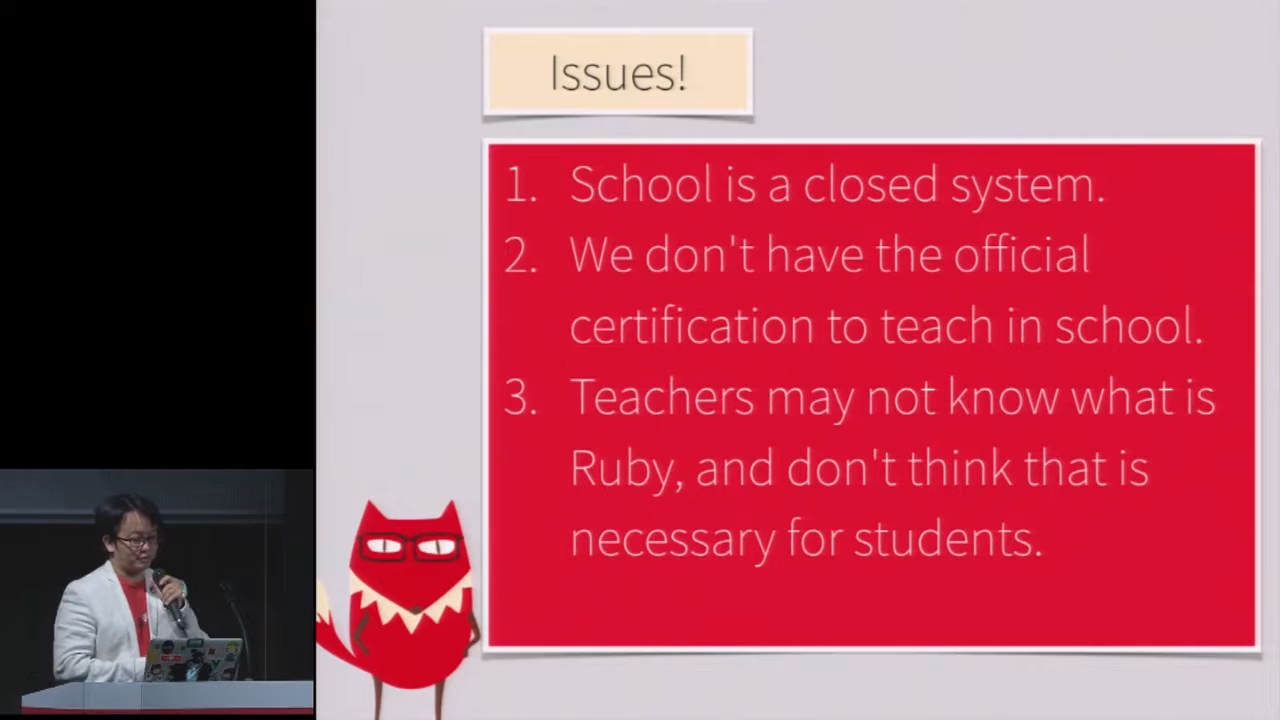 Issues!
1. School is a closed system.
2. We don't have the official
certification to teach in school.
3. Teachers may not know what is
Ruby, and don't think that is
necessary for students.